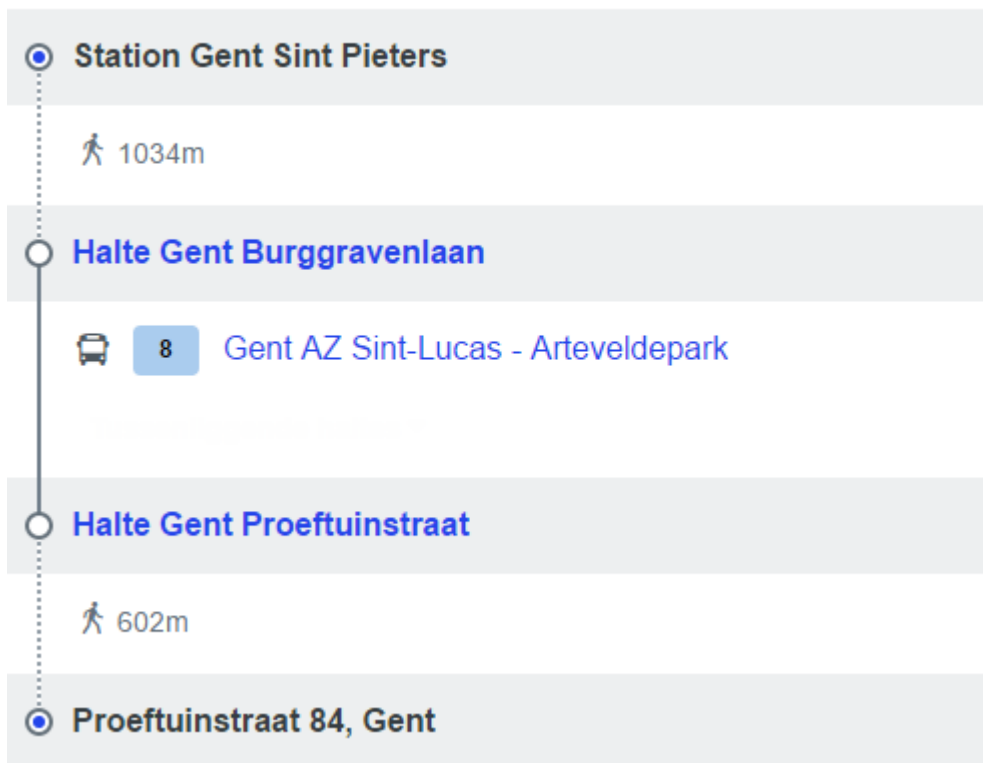 Station Gent Sint Pieters
1034m
Halte Gent Burggravenlaan
8 Gent AZ Sint-Lucas - Arteveldepark
Halte Gent Proeftuinstraat
602m
Proeftuinstraat 84, Gent